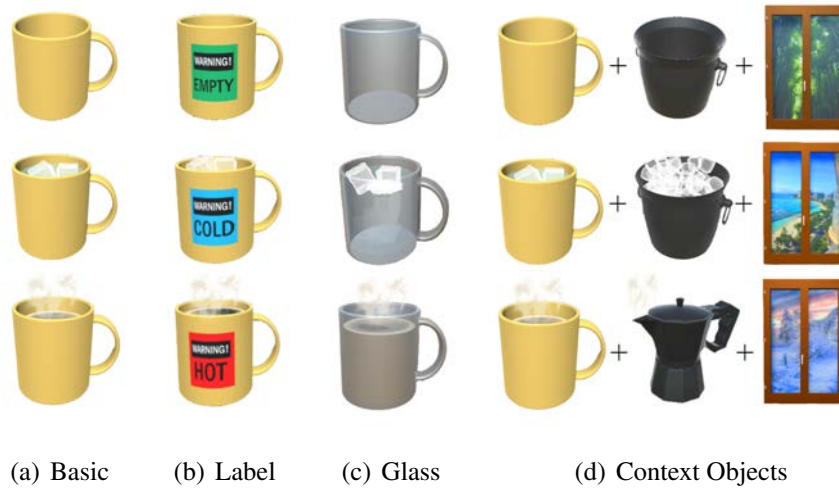 WARNING!
EMPTY
+ +
WARNING!
COLD
+ +
WARNING!
HOT
+ +
(a) Basic (b) Label (c) Glass (d) Context Objects